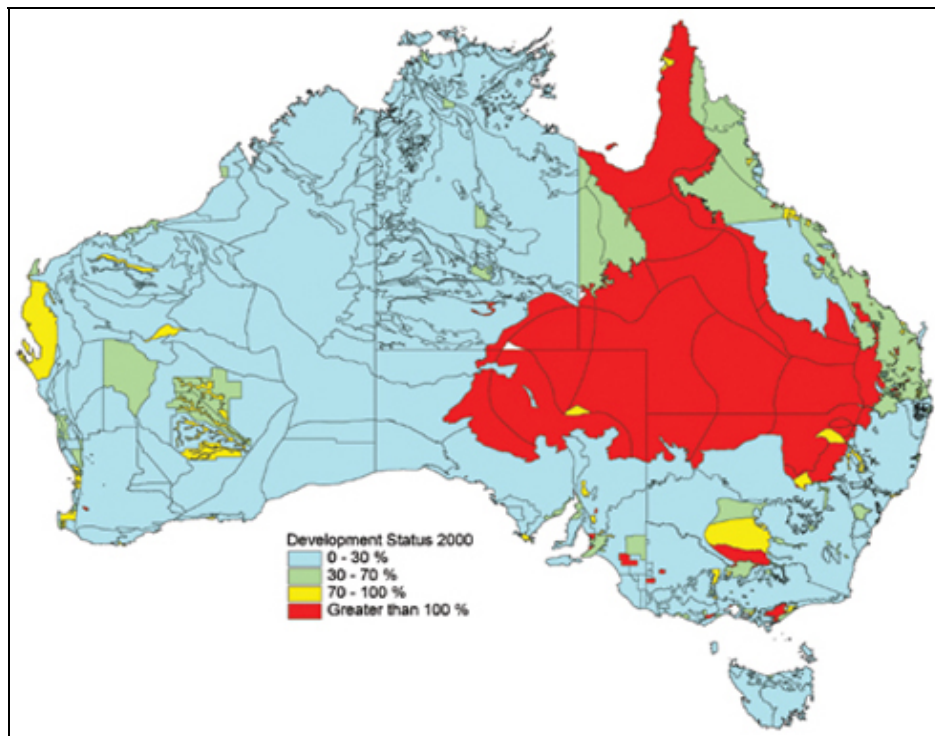 Development Status 2000
0 - 30 %
30 - 70 %
70 - 100 %
Greater than 100 %